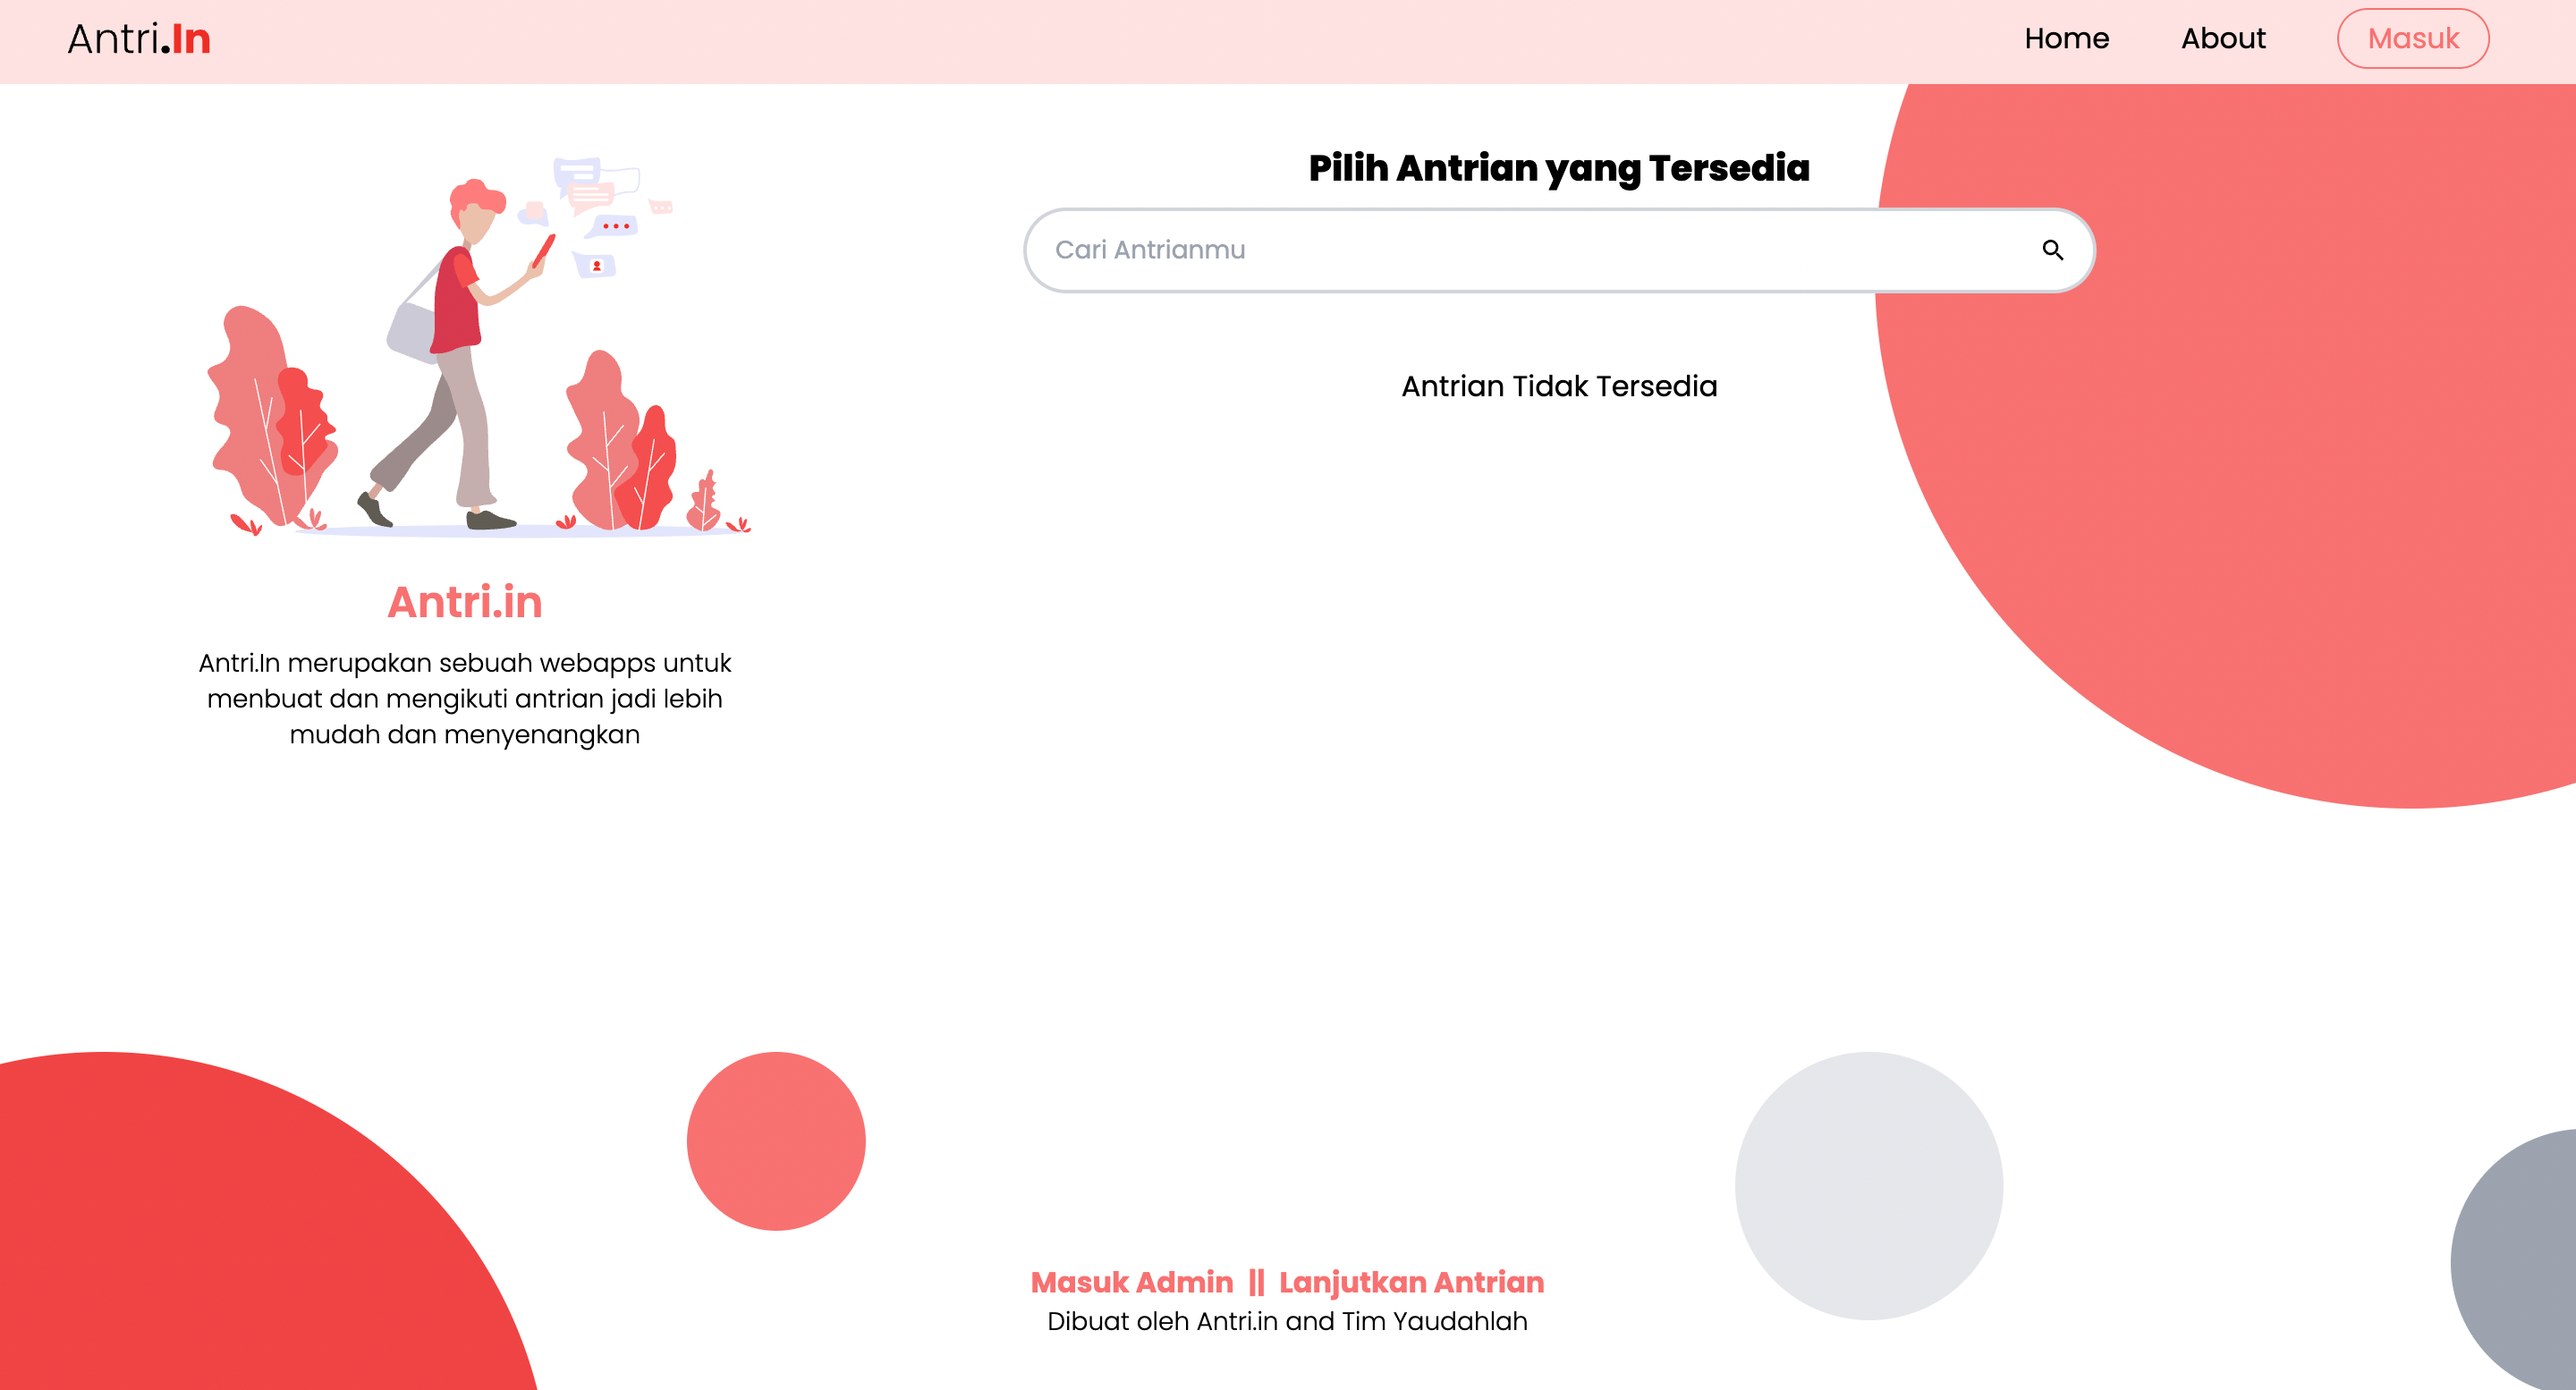 Antri.In
Home
About
Masuk
Pilih Antrian yang Tersedia
Cari Antrianmu
Antrian Tidak Tersedia
Antri.in
Antri.In merupakan sebuah webapps untuk
menbuat dan mengikuti antrian jadi lebih
mudah dan menyenangkan
Masuk Admin || Lanjutkan Antrian
Dibuat oleh Antri.in and Tim Yaudahlah